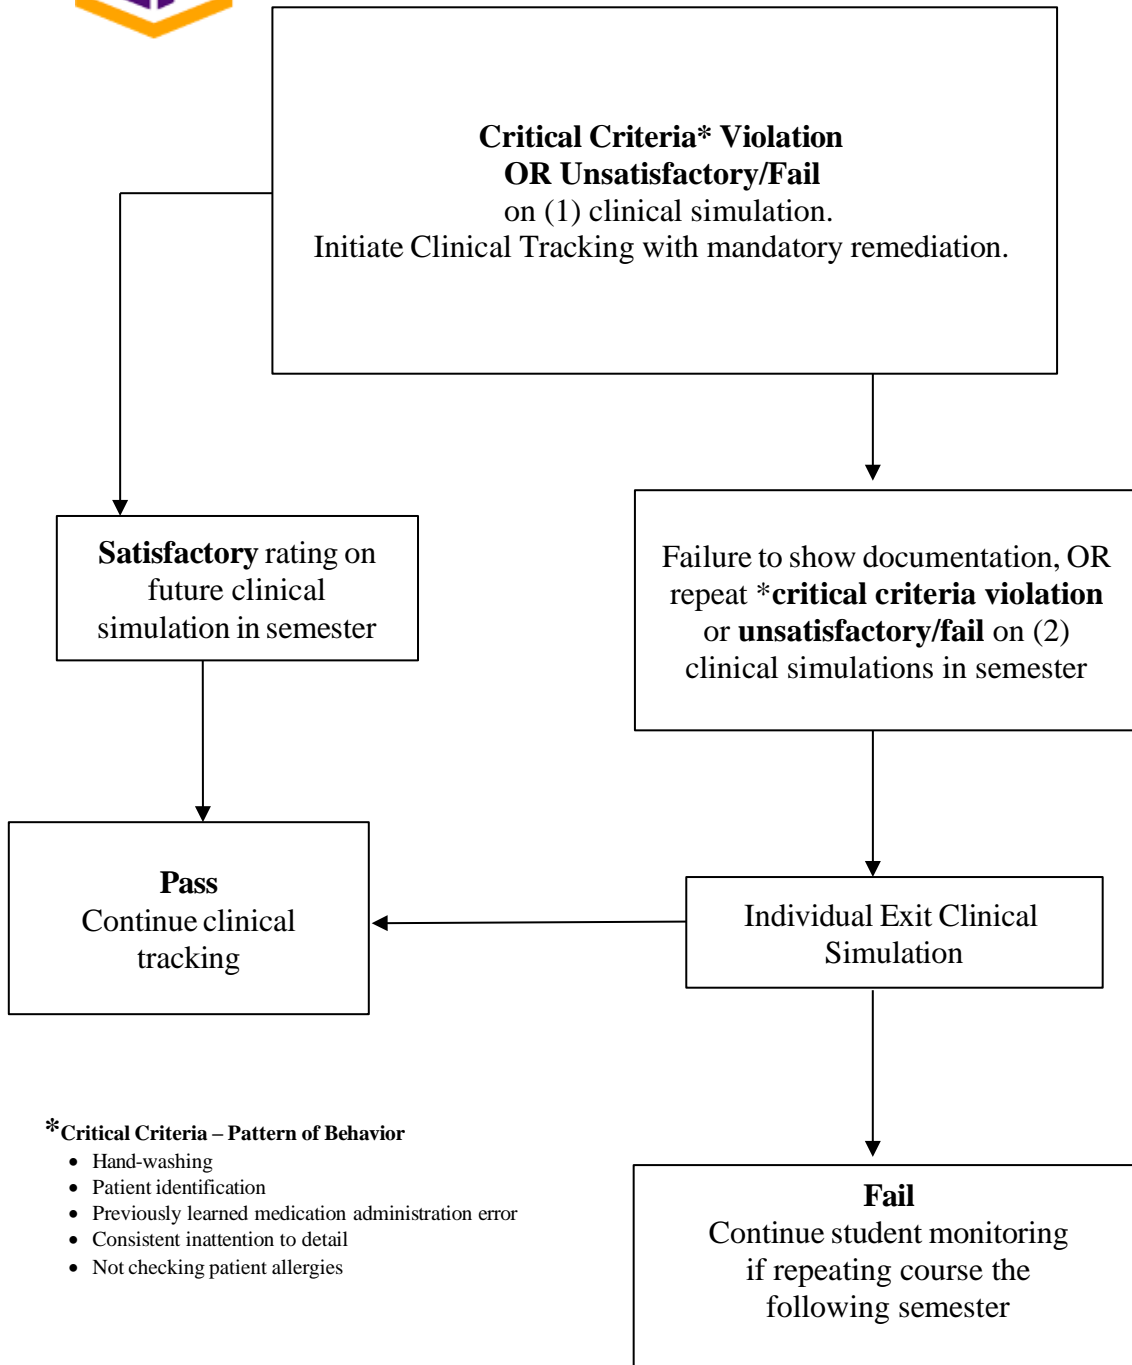 Critical Criteria* Violation
OR Unsatisfactory/Fail
on (1) clinical simulation.
Initiate Clinical Tracking with mandatory remediation.
Satisfactory rating on
future clinical
simulation in semester
Failure to show documentation, OR
repeat *critical criteria violation
or unsatisfactory/fail on (2)
clinical simulations in semester
Pass
Continue clinical
tracking
Individual Exit Clinical
Simulation
*Critical Criteria – Pattern of Behavior
• Hand-washing
• Patient identification
• Previously learned medication administration error
• Consistent inattention to detail
• Not checking patient allergies
Fail
Continue student monitoring
if repeating course the
following semester